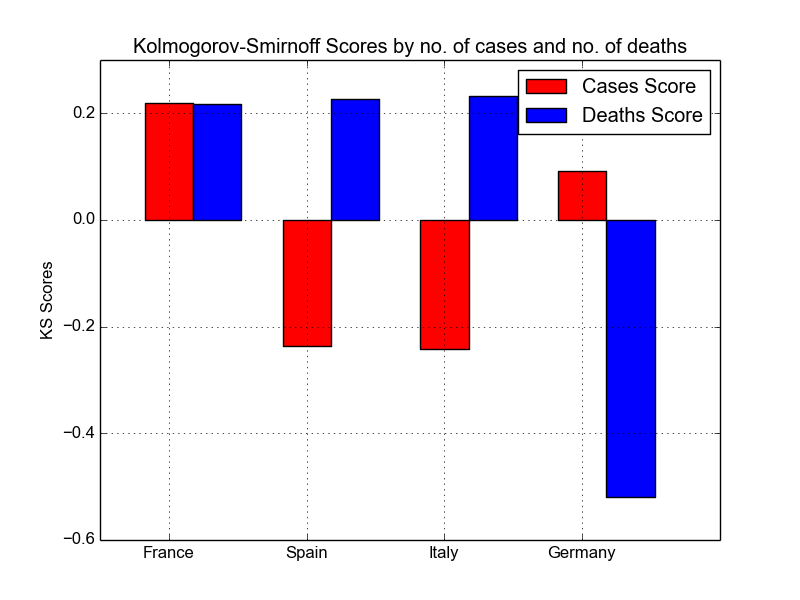 Kolmogorov-Smirnoff Scores by no. of cases and no. of deaths
Cases Score
Deaths Score
KS Scores
0.2
0.0
−0.2
−0.4
−0.6
France
Spain
Italy
Germany